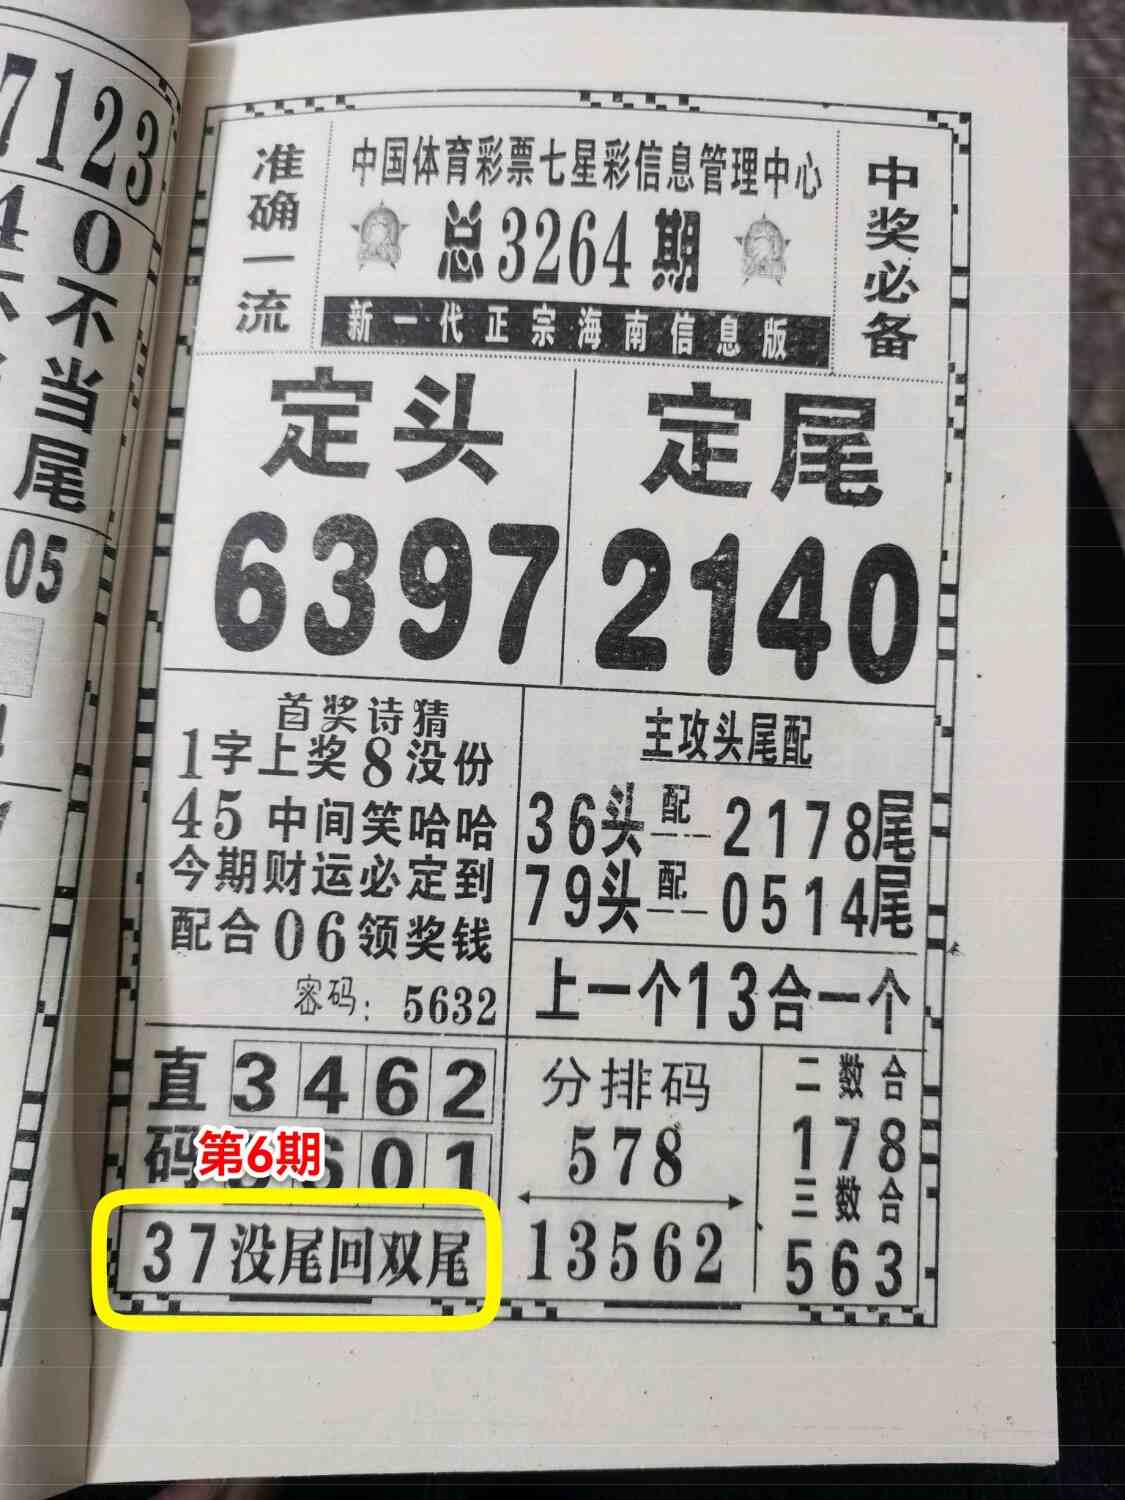 7123
40
不
当
尾
05
准确一流
中国体育彩票七星彩信息管理中心
总3264期
新一代正宗海南信息版
中奖必备
定头
6397
定尾
2140
首奖诗猜
1字上奖8没份
45中间笑哈哈
今期财运必定到
配合06领奖钱
密码：5632
主攻头尾配
36头配2178尾
79头配0514尾
上一个13合一个
直 3462
第6期
码 601
37没尾回双尾
分排码
578
13562
二数合
178
三数合
563